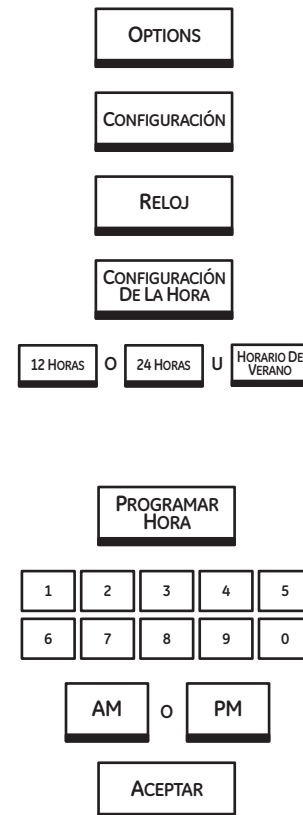 OPTIONS
CONFIGURACIÓN
RELOJ
CONFIGURACIÓN
DE LA HORA
12 HORAS O 24 HORAS U HORARIO DE
VERANO
PROGRAMAR
HORA
1 2 3 4 5
6 7 8 9 0
AM O PM
ACEPTAR